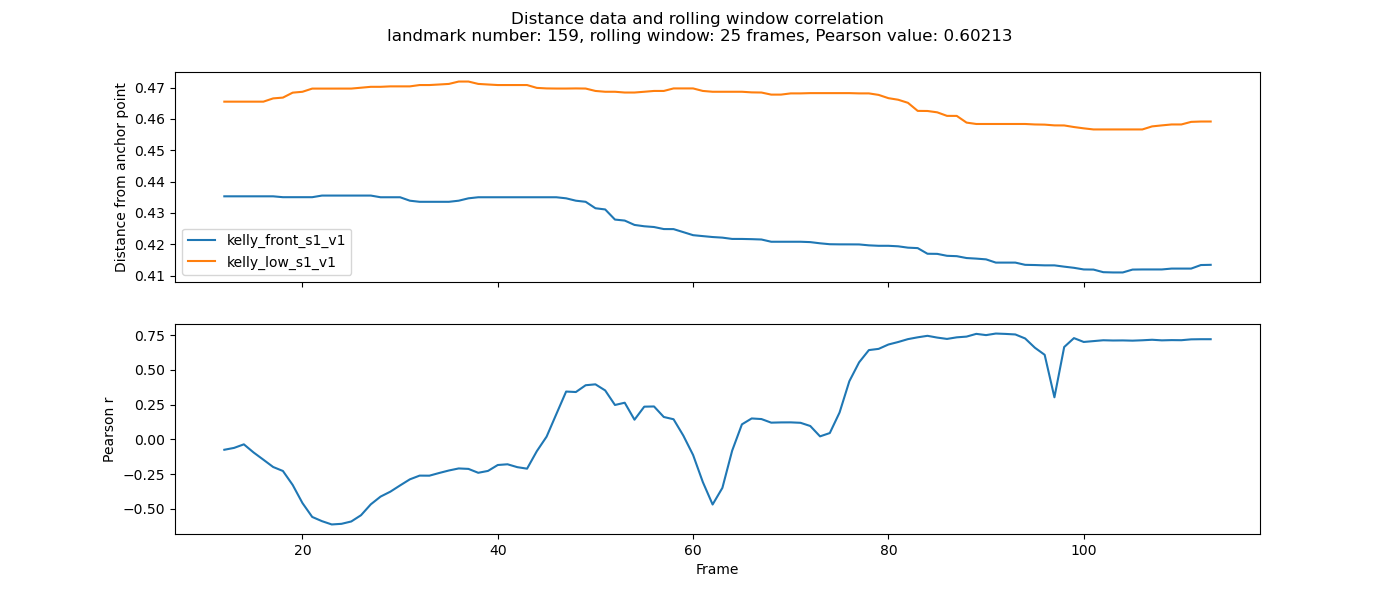 Distance data and rolling window correlation
landmark number: 159, rolling window: 25 frames, Pearson value: 0.60213
Distance from anchor point
0.47
0.46
0.45
0.44
0.43
0.42
0.41
kelly_front_s1_v1
kelly_low_s1_v1
Pearson r
0.75
0.50
0.25
0.00
−0.25
−0.50
20 40 60 80 100
Frame